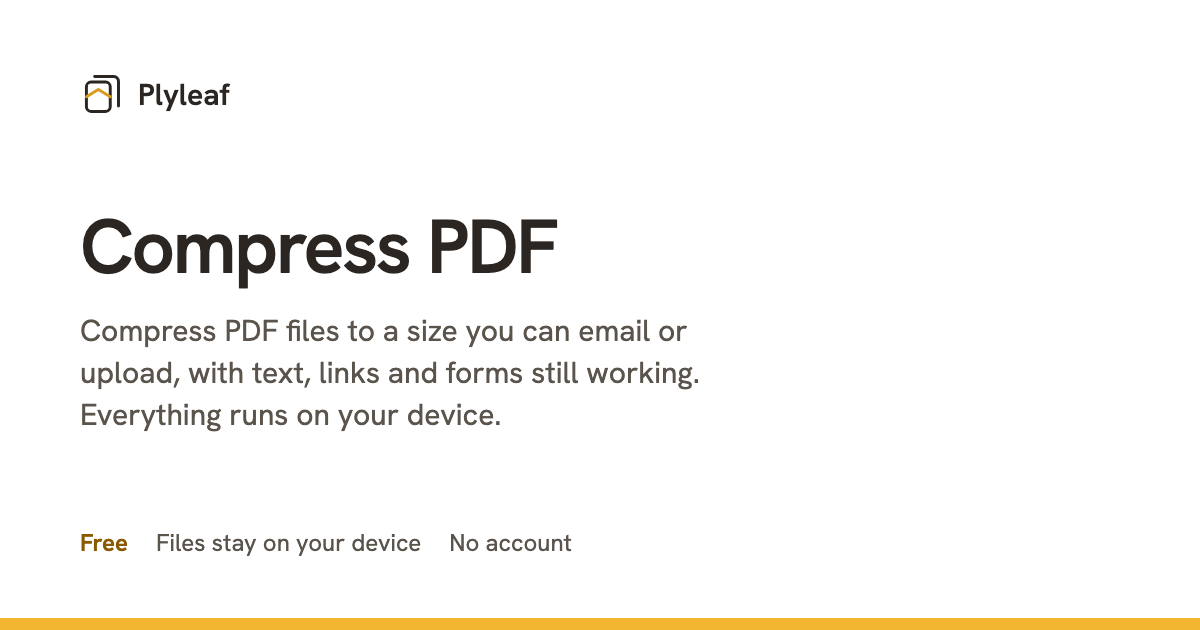 Plyleaf
Compress PDF
Compress PDF files to a size you can email or
upload, with text, links and forms still working.
Everything runs on your device.
Free Files stay on your device No account